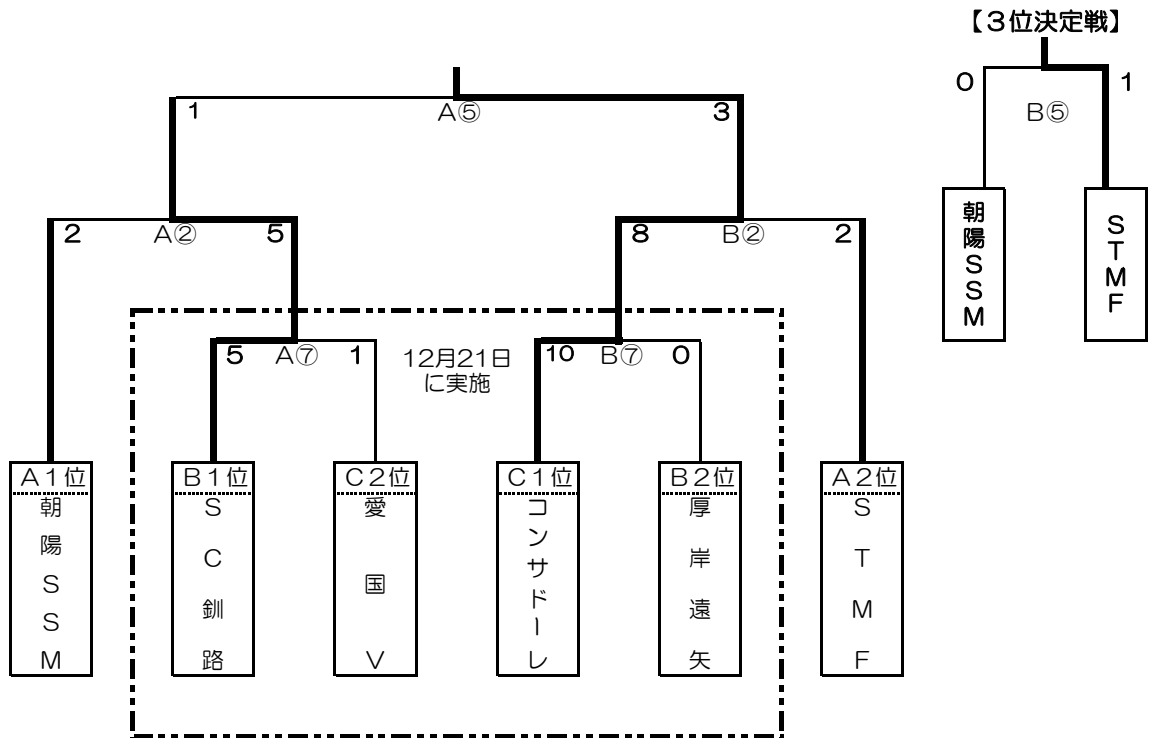 【３位決定戦】
0
1
B⑤
朝陽ＳＳＭ
ＳＴＭＦ
1
A⑤
3
2
A②
5
8
B②
2
5
A⑦
1
12月21日
に実施
10
B⑦
0
A１位
朝陽ＳＳＭ
B１位
ＳＣ釧路
C２位
愛国Ｖ
C１位
コンサドーレ
B２位
厚岸遠矢
A２位
ＳＴＭＦ